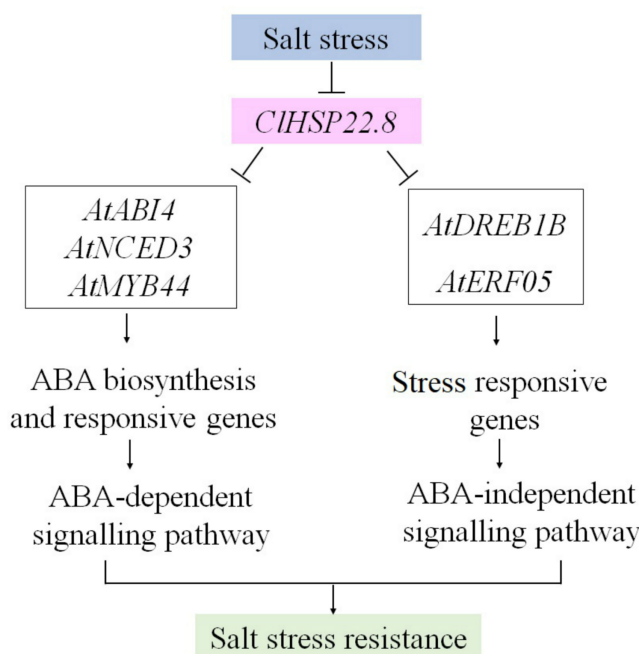 Salt stress
ClHSP22.8
AtABI4
AtNCED3
AtMYB44
AtDREB1B
AtERF05
ABA biosynthesis
and responsive genes
Stress responsive
genes
ABA-dependent
signalling pathway
ABA-independent
signalling pathway
Salt stress resistance